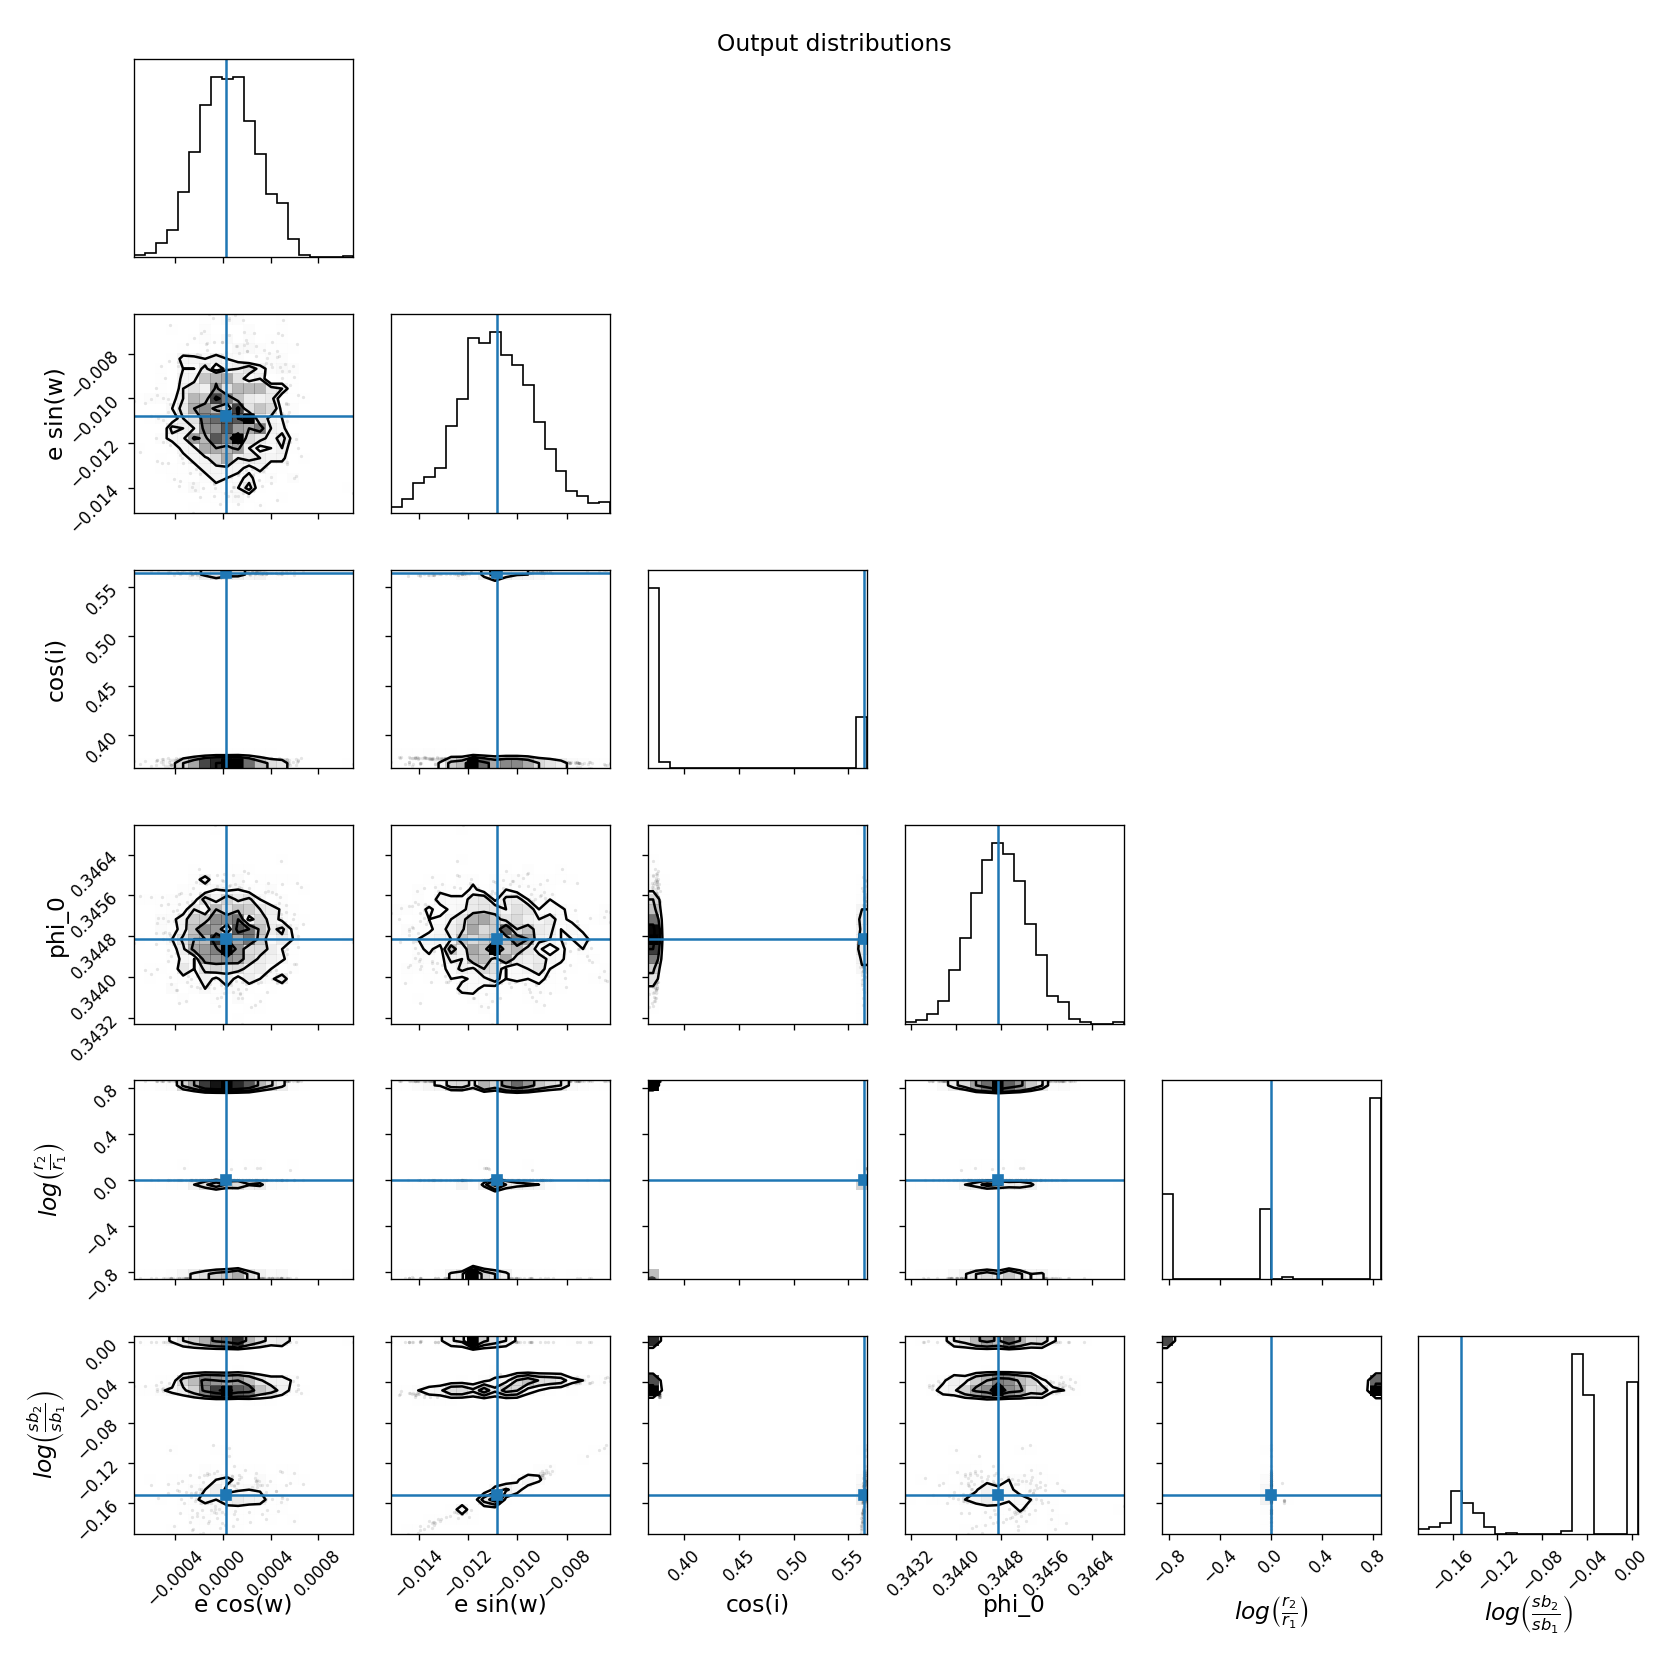 Output distributions
e sin(w)
−0.008
−0.010
−0.012
−0.014
cos(i)
0.55
0.50
0.45
0.40
phi_0
0.3464
0.3456
0.3448
0.3440
0.3432
log(r₂/r₁)
0.8
0.4
0.0
−0.4
−0.8
log(sb₂/sb₁)
0.00
−0.04
−0.08
−0.12
−0.16
−0.0004 0.0000 0.0004 0.0008
−0.014 −0.012 −0.010 −0.008
0.40 0.45 0.50 0.55
0.3432 0.3440 0.3448 0.3456 0.3464
−0.8 −0.4 0.0 0.4 0.8
−0.16 −0.12 −0.08 −0.04 0.00
e cos(w) e sin(w) cos(i) phi_0 log(r₂/r₁) log(sb₂/sb₁)